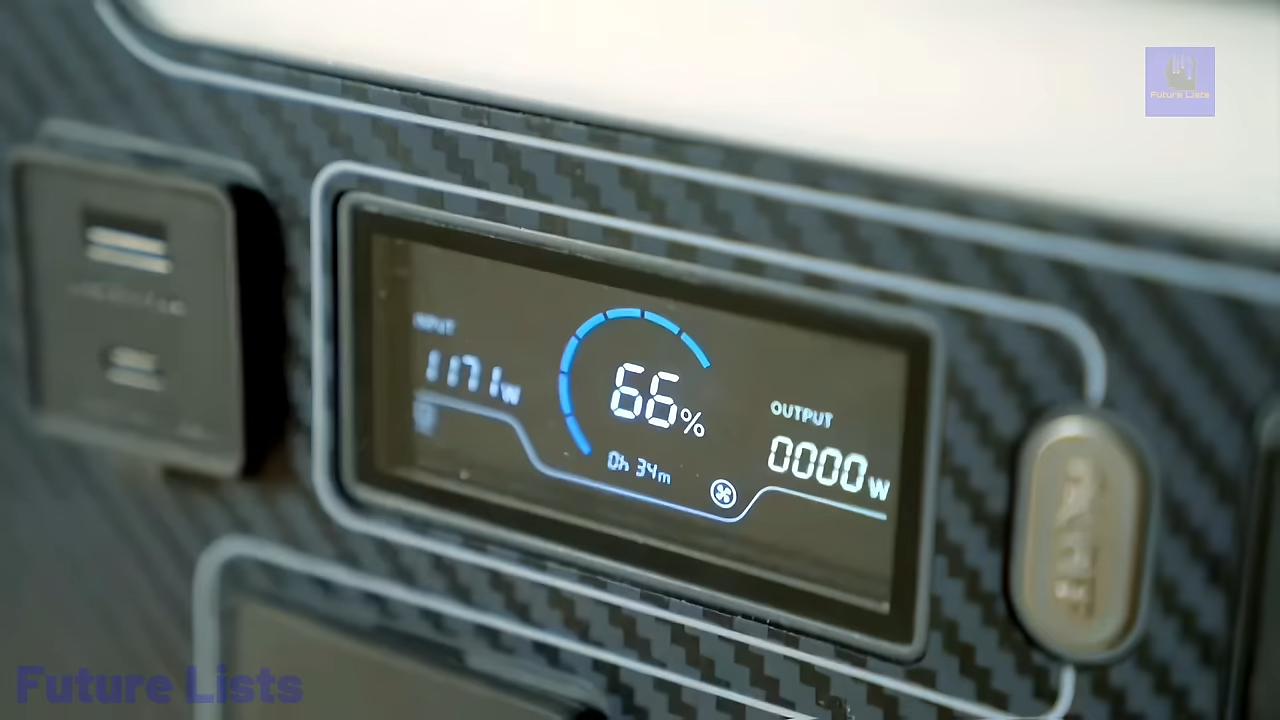 Future Lists
INPUT
1171W
66%
0h 34m
OUTPUT
0000W
Future Lists